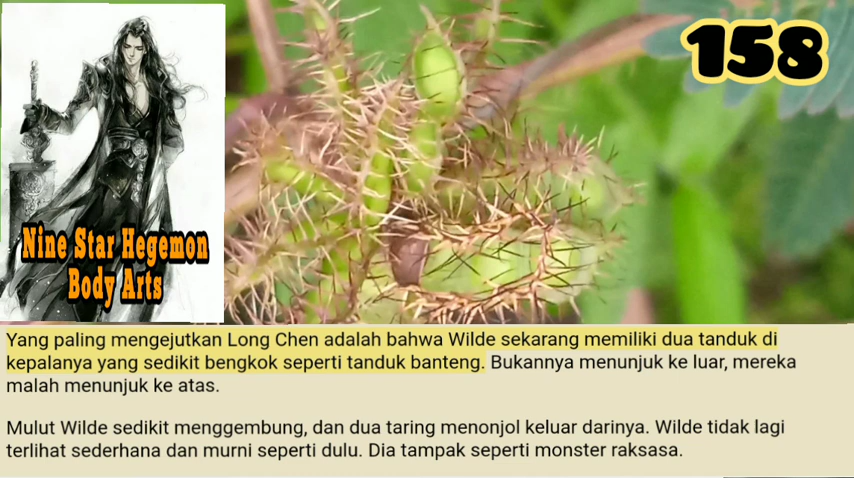 158
Nine Star Hegemon
Body Arts
Yang paling mengejutkan Long Chen adalah bahwa Wilde sekarang memiliki dua tanduk di
kepalanya yang sedikit bengkok seperti tanduk banteng. Bukannya menunjuk ke luar, mereka
malah menunjuk ke atas.
Mulut Wilde sedikit menggembung, dan dua taring menonjol keluar darinya. Wilde tidak lagi
terlihat sederhana dan murni seperti dulu. Dia tampak seperti monster raksasa.